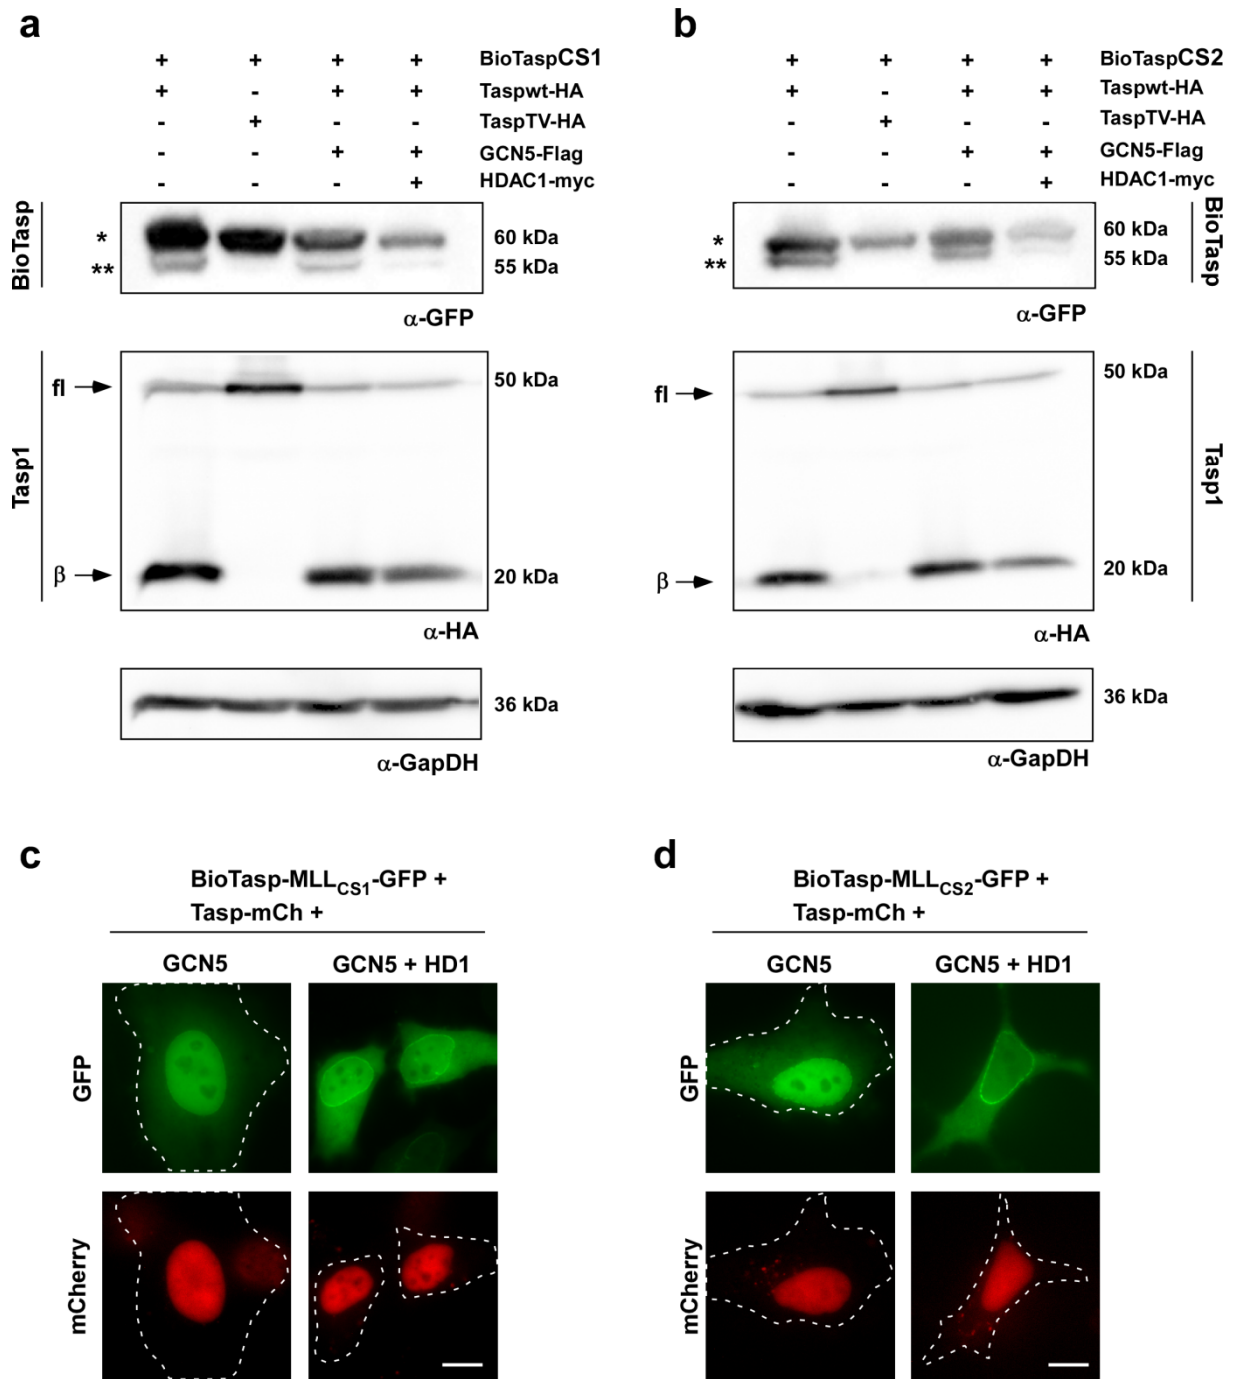 a
+ + + + BioTaspCS1
+ - + + Taspwt-HA
- + - - TaspTV-HA
- - + + GCN5-Flag
- - - + HDAC1-myc
BioTasp
* 60 kDa
** 55 kDa
α-GFP
Tasp1
fl 50 kDa
β 20 kDa
α-HA
36 kDa
α-GapDH
b
+ + + + BioTaspCS2
+ - + + Taspwt-HA
- + - - TaspTV-HA
- - + + GCN5-Flag
- - - + HDAC1-myc
* 60 kDa
** 55 kDa
BioTasp
α-GFP
fl 50 kDa
β 20 kDa
Tasp1
α-HA
36 kDa
α-GapDH
c
BioTasp-MLLCS1-GFP +
Tasp-mCh +
GCN5 GCN5 + HD1
GFP
mCherry
d
BioTasp-MLLCS2-GFP +
Tasp-mCh +
GCN5 GCN5 + HD1
GFP
mCherry